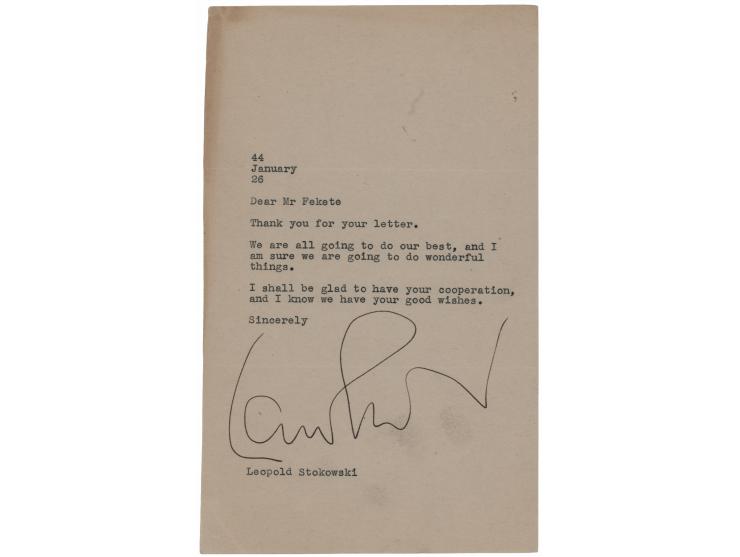 44
January
26
Dear Mr Fekete
Thank you for your letter.
We are all going to do our best, and I
am sure we are going to do wonderful
things.
I shall be glad to have your cooperation,
and I know we have your good wishes.
Sincerely
Leopold Stokowski